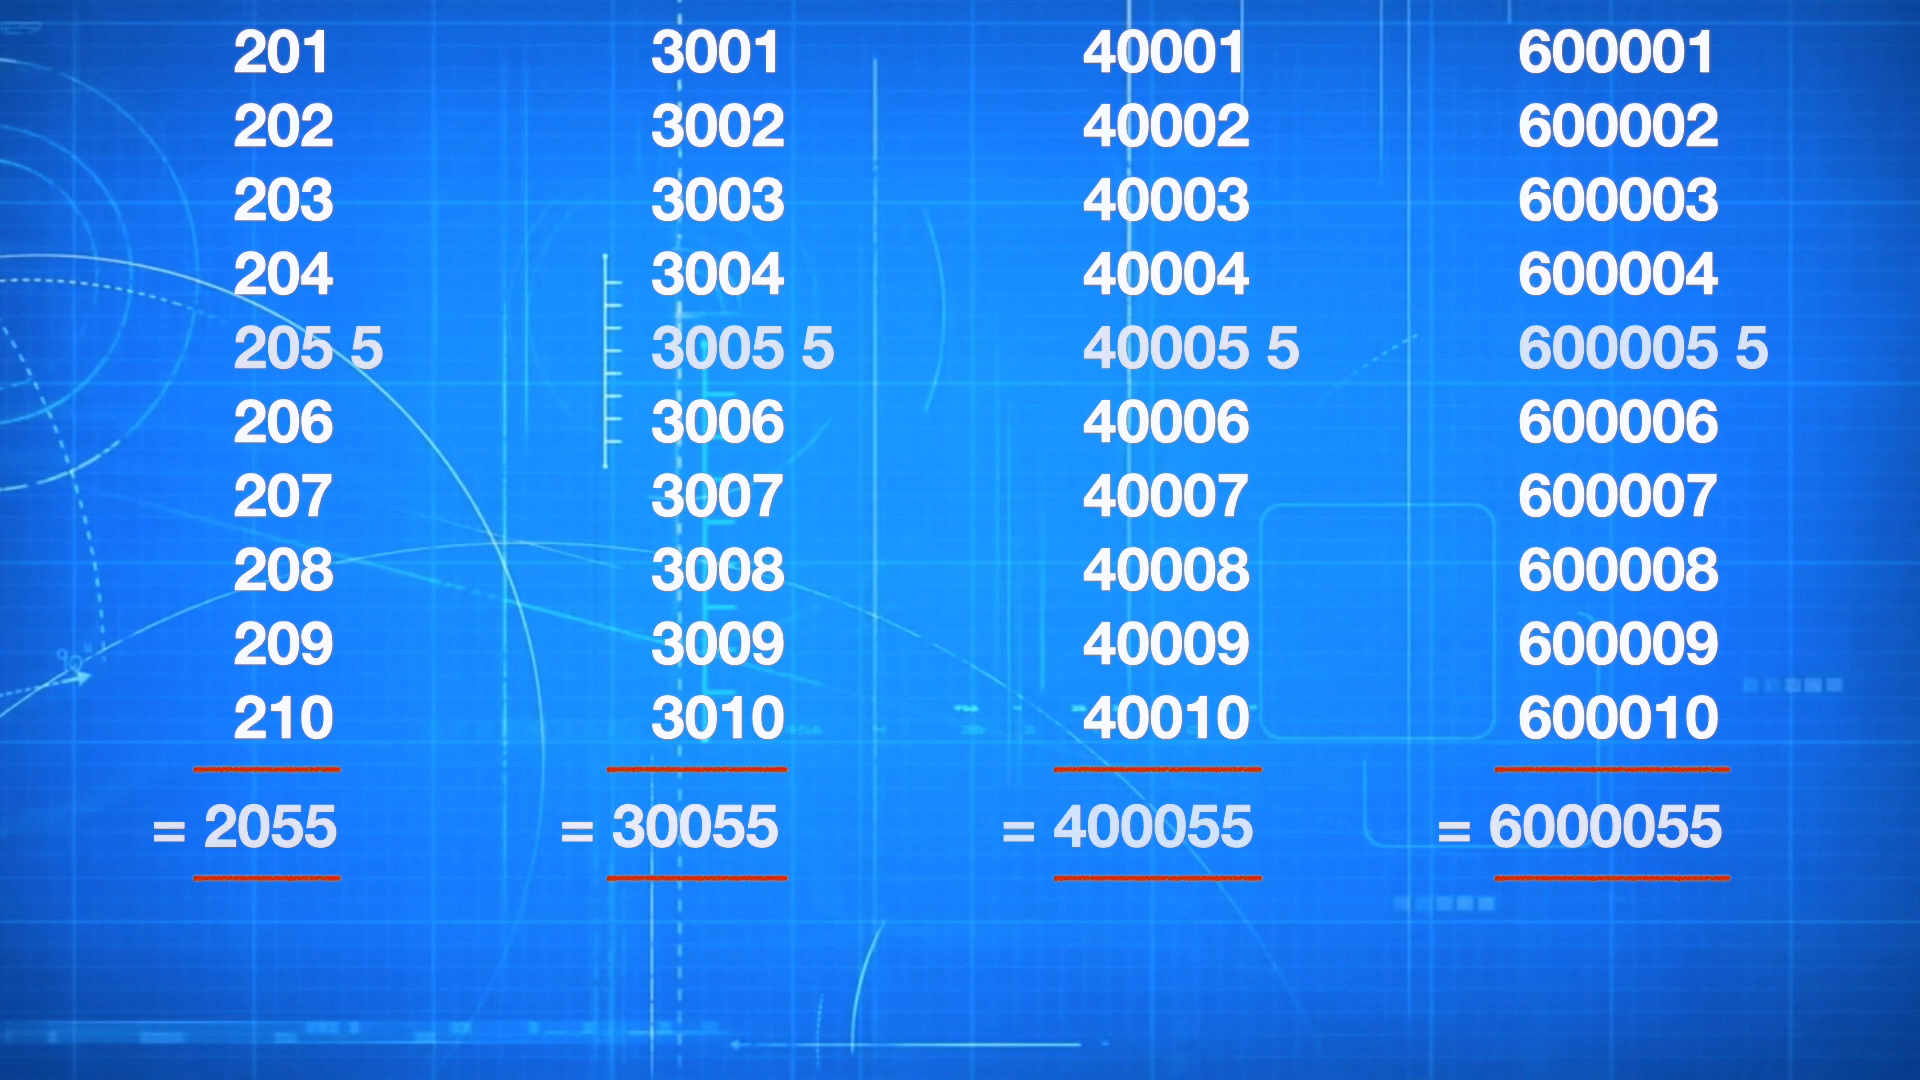 201 3001 40001 600001
202 3002 40002 600002
203 3003 40003 600003
204 3004 40004 600004
205 5 3005 5 40005 5 600005 5
206 3006 40006 600006
207 3007 40007 600007
208 3008 40008 600008
209 3009 40009 600009
210 3010 40010 600010
= 2055 = 30055 = 400055 = 6000055